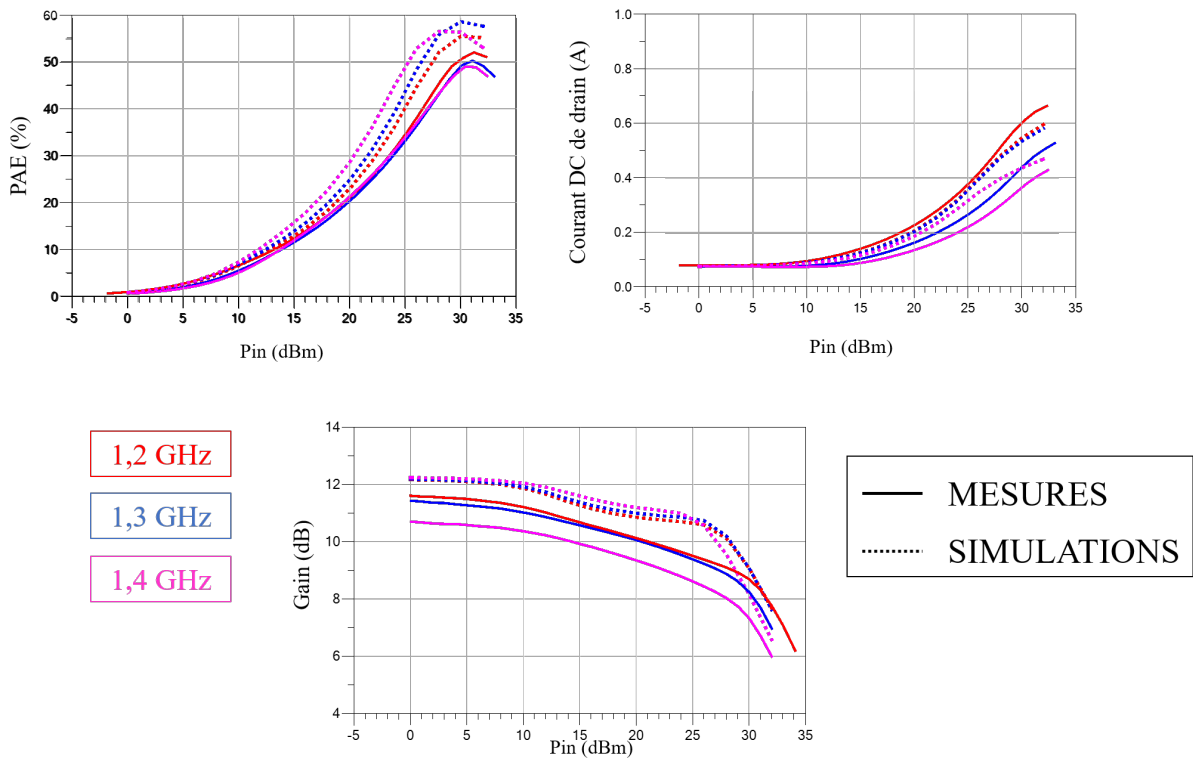 60
50
40
30
20
10
0
-5 0 5 10 15 20 25 30 35
PAE (%)
Pin (dBm)
1.0
0.8
0.6
0.4
0.2
0.0
-5 0 5 10 15 20 25 30 35
Courant DC de drain (A)
Pin (dBm)
1,2 GHz
1,3 GHz
1,4 GHz
14
12
10
8
6
4
-5 0 5 10 15 20 25 30 35
Gain (dB)
Pin (dBm)
MESURES
SIMULATIONS